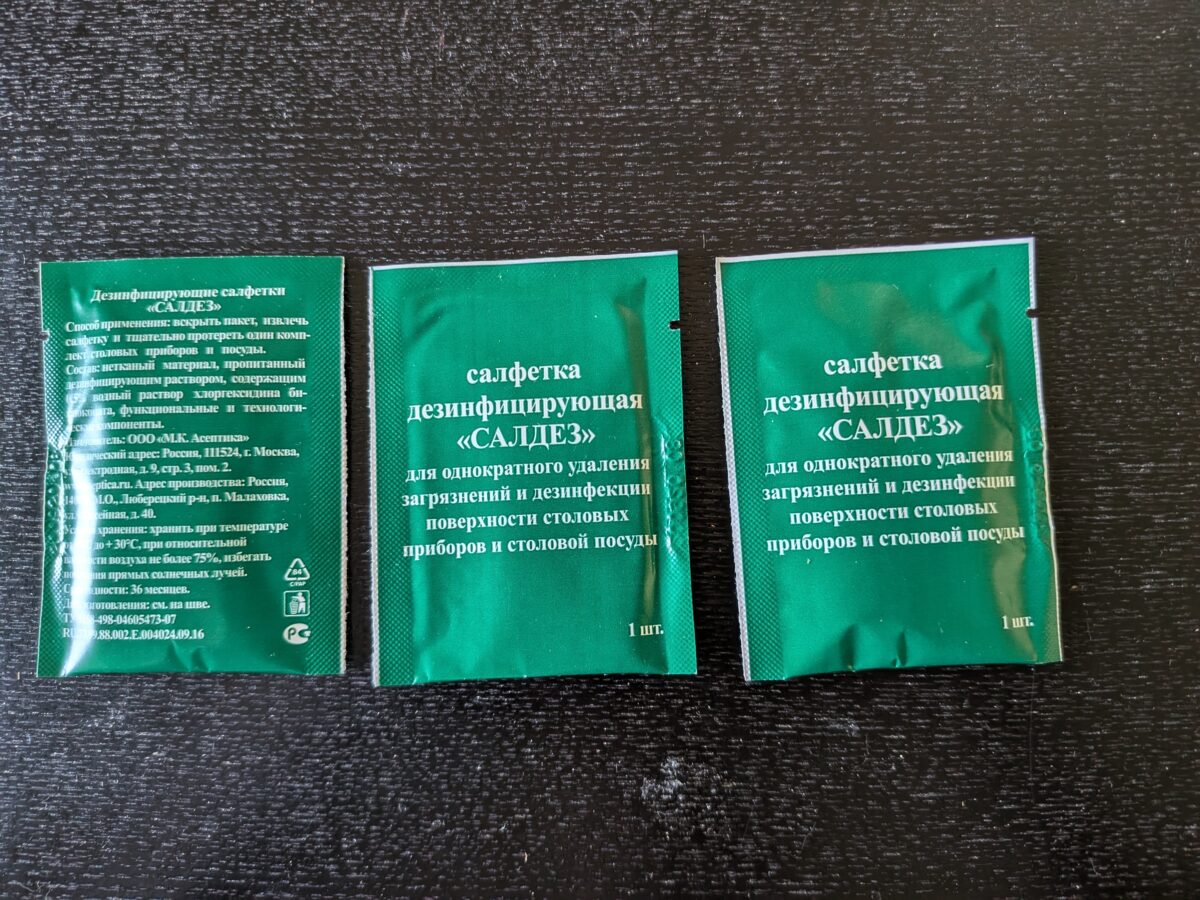 Дезинфицирующие салфетки
«САЛДЕЗ»
Способ применения: вскрыть пакет, извлечь
салфетку и тщательно протереть один комп-
лект столовых приборов и посуды.
Состав: нетканый материал, пропитанный
дезинфицирующим раствором, содержащим
водный раствор хлоргексидина би-
функциональные и технологи-
компоненты.
ООО «М.К. Асептика»
адрес: Россия, 111524, г. Москва,
д. 9, стр. 3, пом. 2.
Адрес производства: Россия,
М.О., Люберецкий р-н, п. Малаховка,
д. 40.
хранения: хранить при температуре
до + 30°С, при относительной
воздуха не более 75%, избегать
прямых солнечных лучей.
36 месяцев.
см. на шве.
84
C/PAP
РС
салфетка
дезинфицирующая
«САЛДЕЗ»
для однократного удаления
загрязнений и дезинфекции
поверхности столовых
приборов и столовой посуды
1 шт.
салфетка
дезинфицирующая
«САЛДЕЗ»
для однократного удаления
загрязнений и дезинфекции
поверхности столовых
приборов и столовой посуды
1 шт.